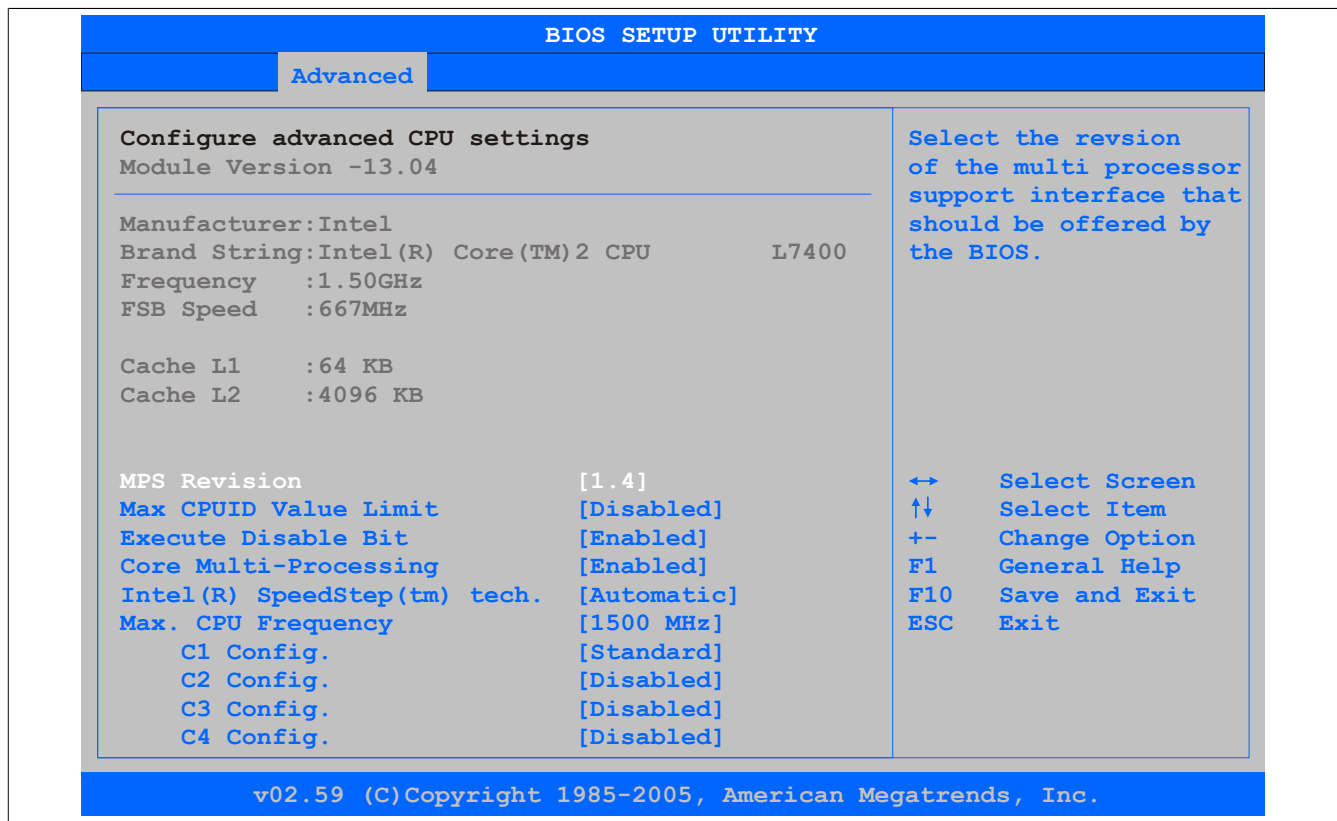 BIOS SETUP UTILITY
Advanced
Configure advanced CPU settings
Module Version -13.04
Manufacturer:Intel
Brand String:Intel(R) Core(TM)2 CPU L7400
Frequency :1.50GHz
FSB Speed :667MHz
Cache L1 :64 KB
Cache L2 :4096 KB
MPS Revision [1.4]
Max CPUID Value Limit [Disabled]
Execute Disable Bit [Enabled]
Core Multi-Processing [Enabled]
Intel(R) SpeedStep(tm) tech. [Automatic]
Max. CPU Frequency [1500 MHz]
C1 Config. [Standard]
C2 Config. [Disabled]
C3 Config. [Disabled]
C4 Config. [Disabled]
Select the revsion
of the multi processor
support interface that
should be offered by
the BIOS.
↔ Select Screen
↑↓ Select Item
+- Change Option
F1 General Help
F10 Save and Exit
ESC Exit
v02.59 (C)Copyright 1985-2005, American Megatrends, Inc.